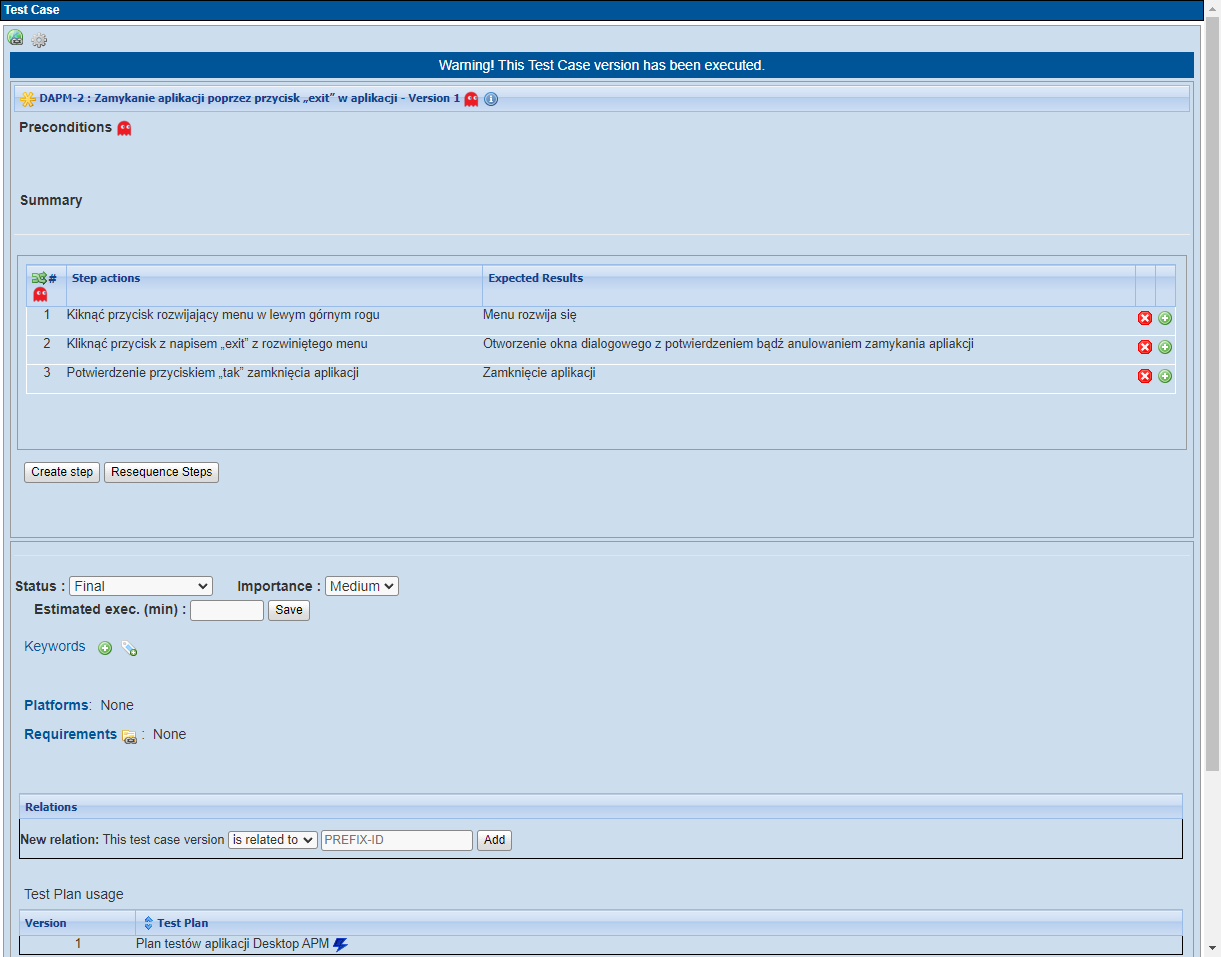 Test Case
Warning! This Test Case version has been executed.
DAPM-2 : Zamykanie aplikacji poprzez przycisk „exit” w aplikacji - Version 1
Preconditions
Summary
# Step actions Expected Results
1 Kiknąć przycisk rozwijający menu w lewym górnym rogu Menu rozwija się
2 Kliknąć przycisk z napisem „exit” z rozwiniętego menu Otworzenie okna dialogowego z potwierdzeniem bądź anulowaniem zamykania apliakcji
3 Potwierdzenie przyciskiem „tak” zamknięcia aplikacji Zamknięcie aplikacji
Create step Resequence Steps
Status : Final Importance : Medium
Estimated exec. (min) : Save
Keywords
Platforms: None
Requirements : None
Relations
New relation: This test case version is related to PREFIX-ID Add
Test Plan usage
Version Test Plan
1 Plan testów aplikacji Desktop APM